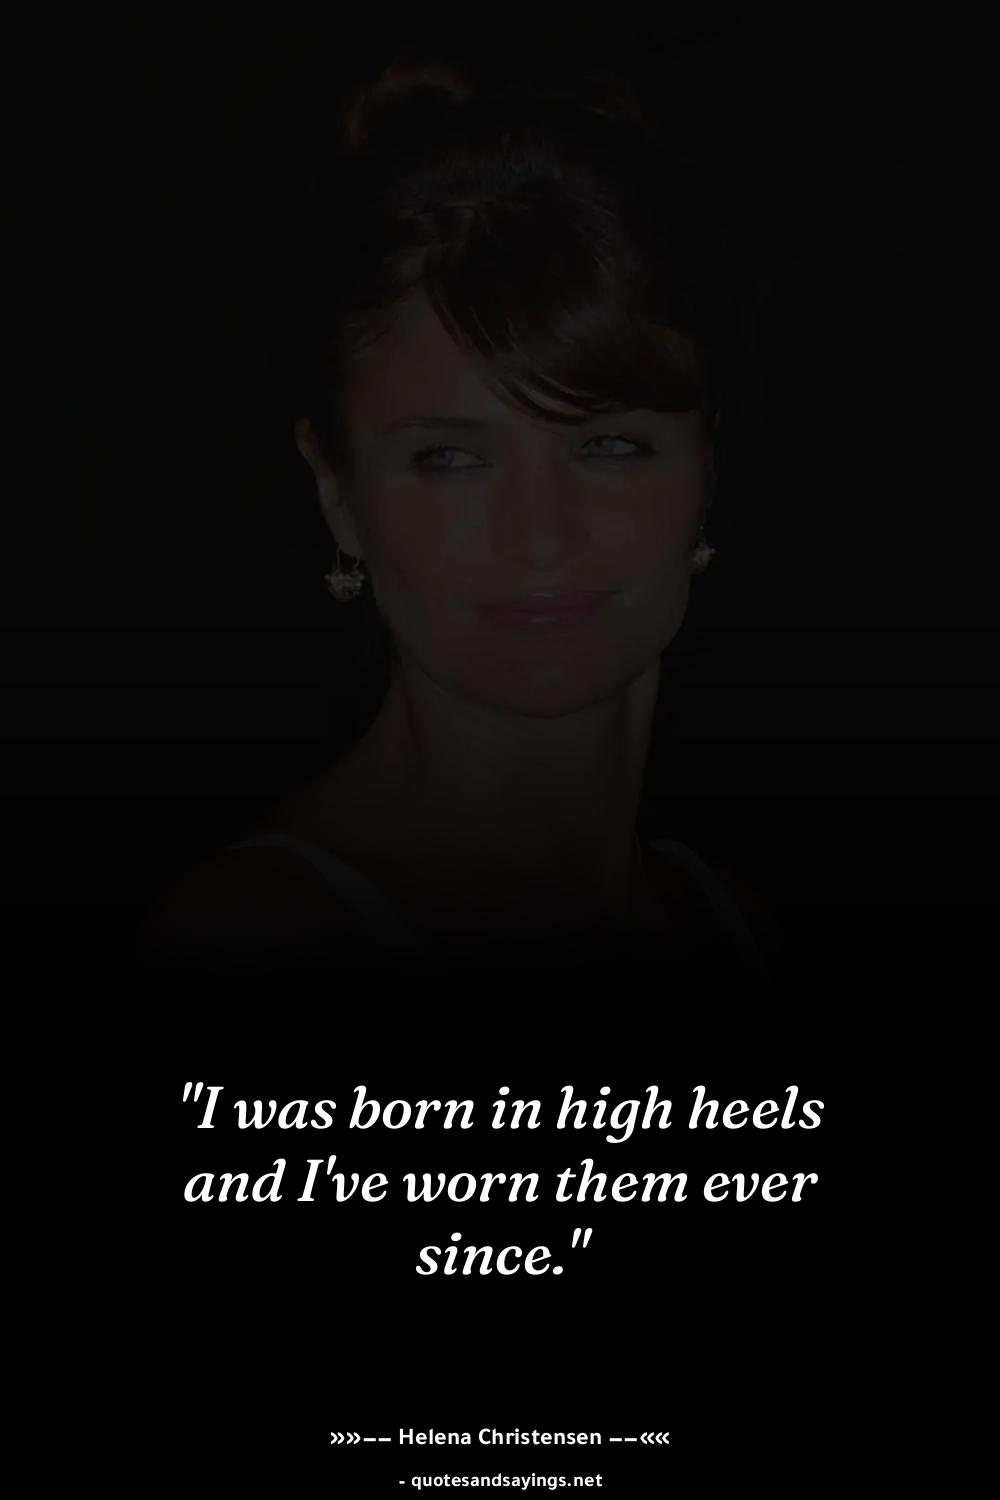 "I was born in high heels
and I've worn them ever
since."
»»–– Helena Christensen ––««
- quotesandsayings.net